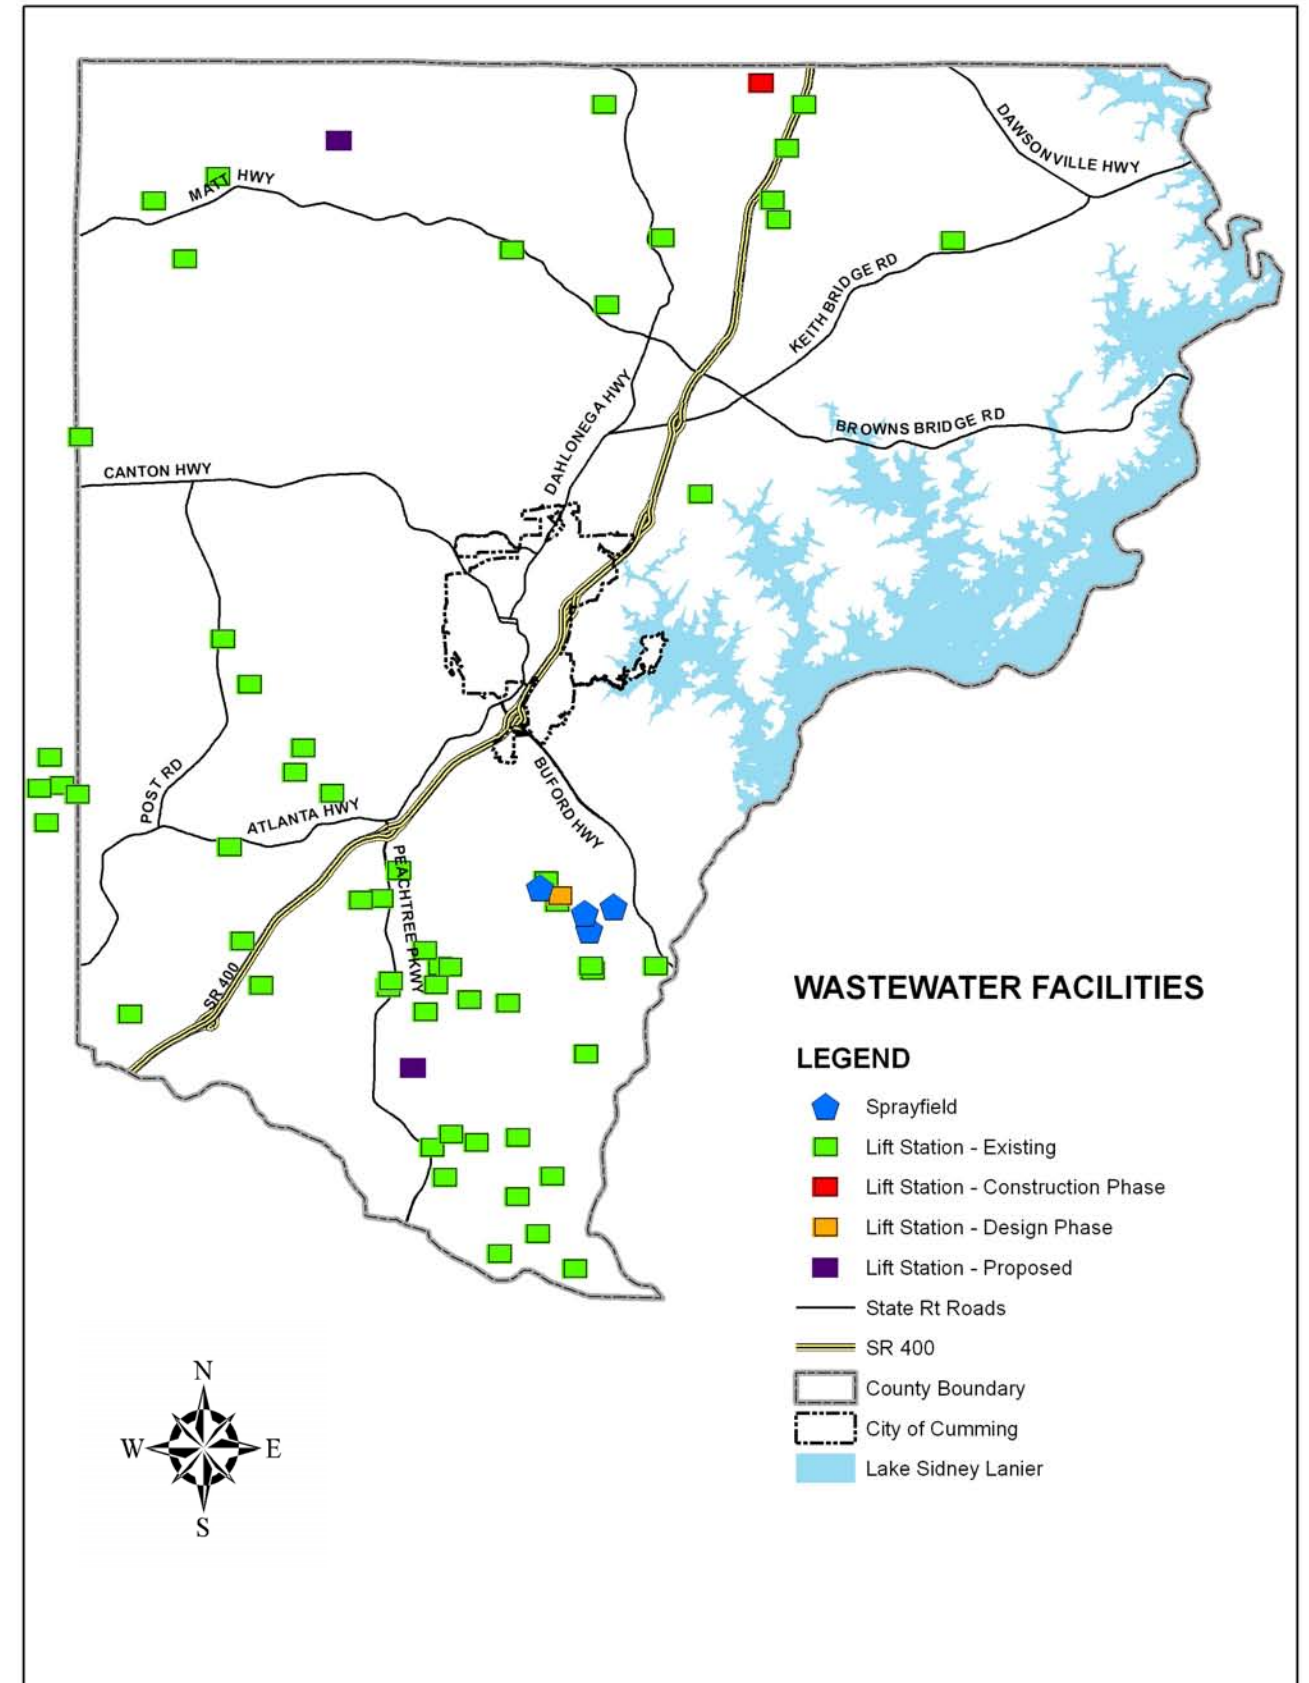 DAWSONVILLE HWY
MATT HWY
KEITH BRIDGE RD
DAHLONEGA HWY
BROWNS BRIDGE RD
CANTON HWY
POST RD
BUFORD HWY
ATLANTA HWY
PEACHTREE PKWY
SR 400
WASTEWATER FACILITIES
LEGEND
Sprayfield
Lift Station - Existing
Lift Station - Construction Phase
Lift Station - Design Phase
Lift Station - Proposed
State Rt Roads
SR 400
County Boundary
City of Cumming
Lake Sidney Lanier
N
W E
S